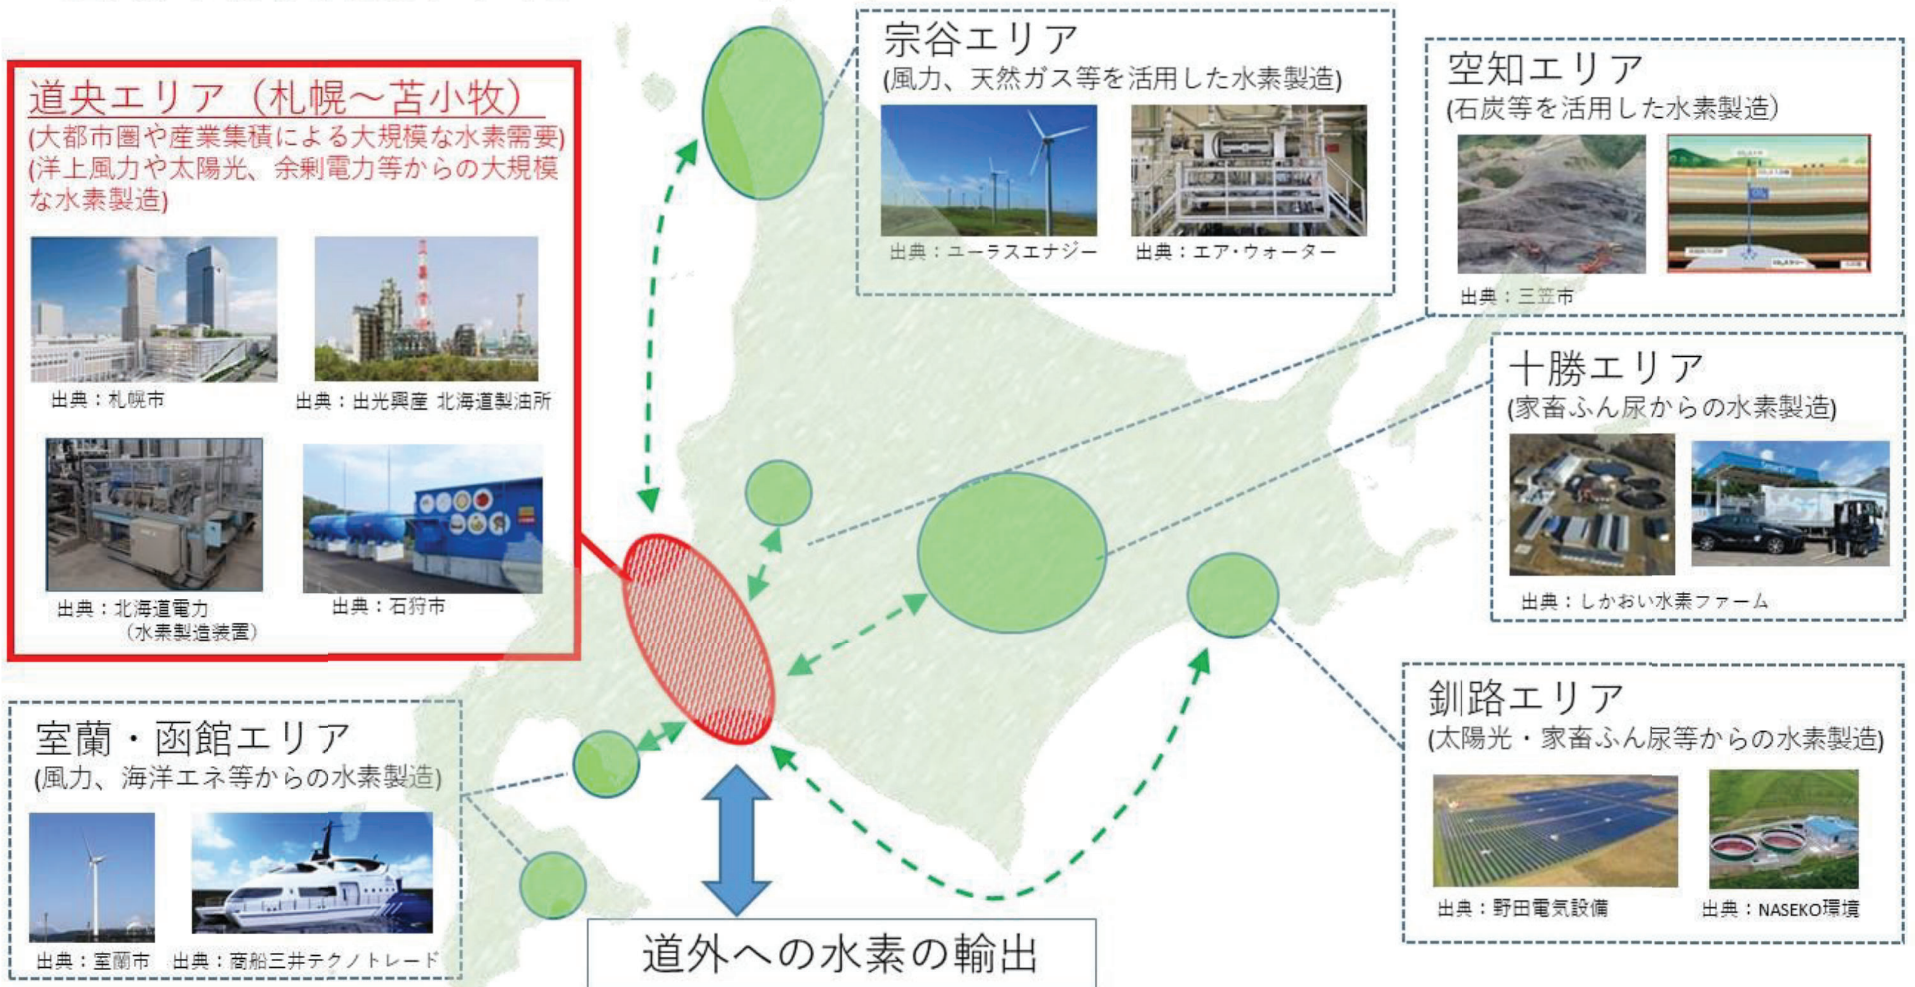 道央エリア（札幌～苫小牧）
(大都市圏や産業集積による大規模な水素需要)
(洋上風力や太陽光、余剰電力等からの大規模
な水素製造)
出典：札幌市
出典：出光興産 北海道製油所
出典：北海道電力
（水素製造装置）
出典：石狩市
宗谷エリア
(風力、天然ガス等を活用した水素製造)
出典：ユーラスエナジー
出典：エア・ウォーター
空知エリア
(石炭等を活用した水素製造）
出典：三笠市
十勝エリア
(家畜ふん尿からの水素製造)
出典：しかおい水素ファーム
室蘭・函館エリア
(風力、海洋エネ等からの水素製造)
出典：室蘭市
出典：商船三井テクノトレード
釧路エリア
(太陽光・家畜ふん尿等からの水素製造)
出典：野田電気設備
出典：NASEKO環境
道外への水素の輸出